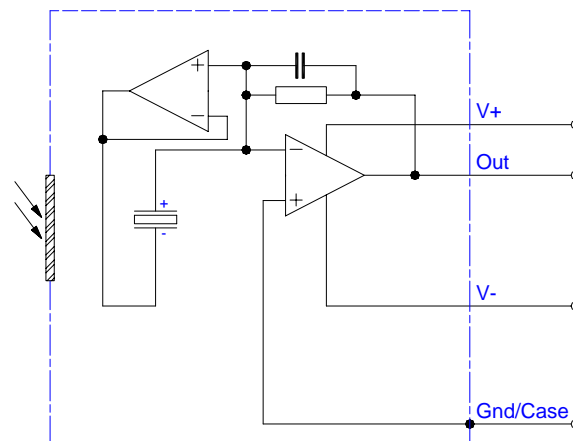 +
−
V+
−
Out
+
+
-
V-
Gnd/Case